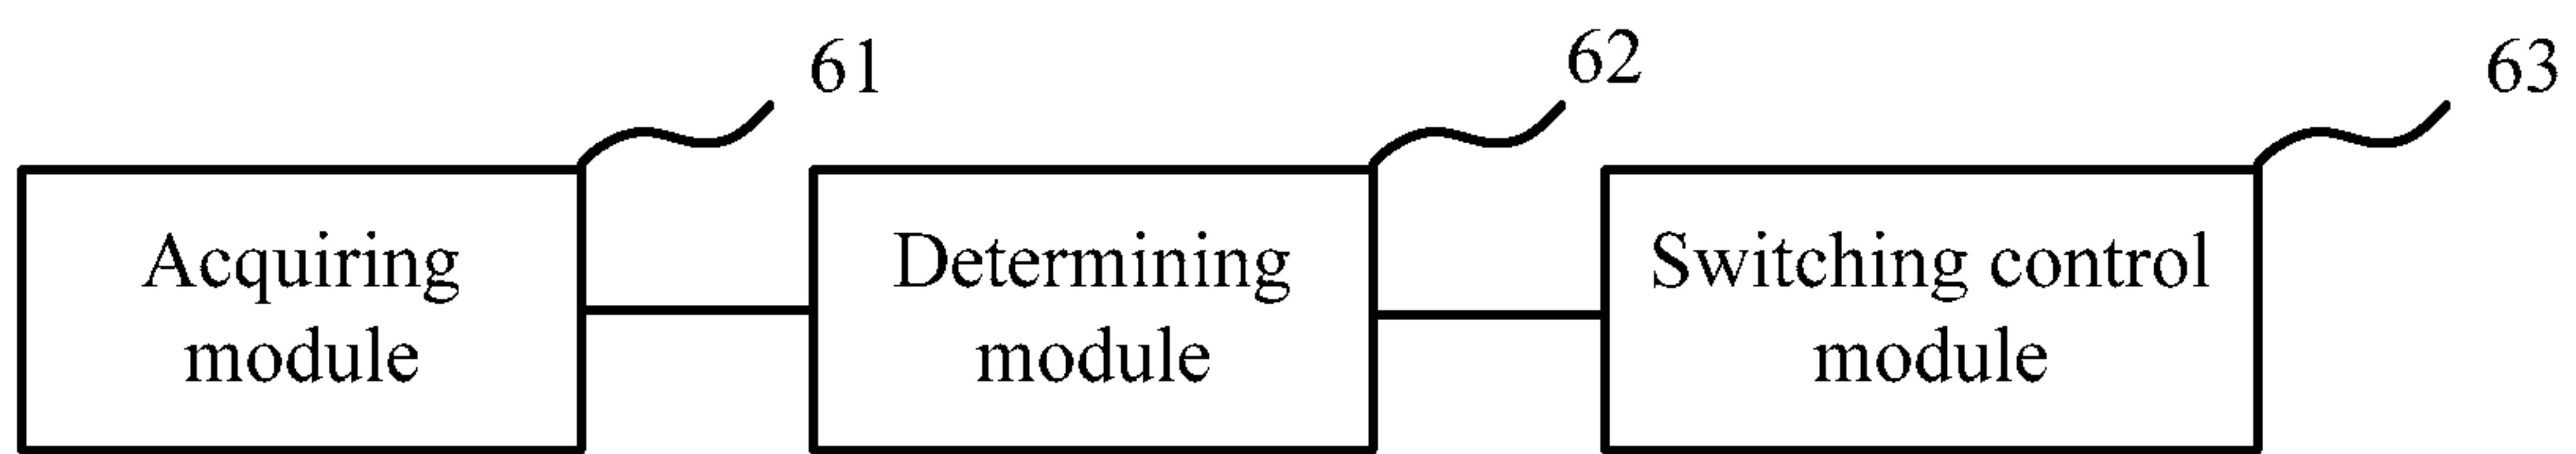 61
62
63
Acquiring
module
Determining
module
Switching control
module